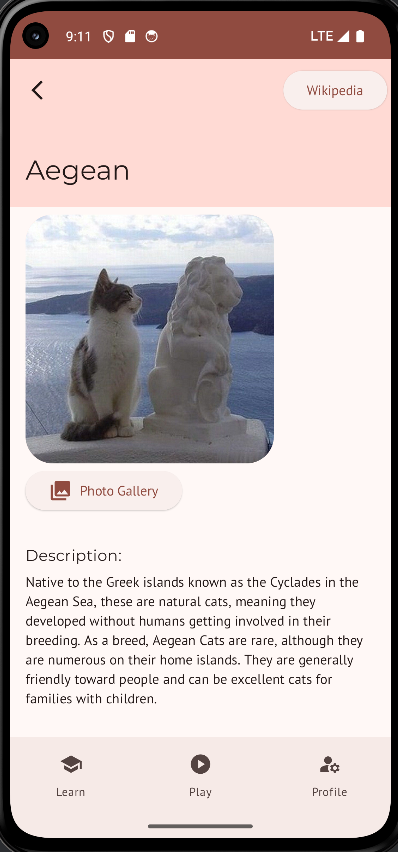 9:11
LTE
Wikipedia
Aegean
Photo Gallery
Description:
Native to the Greek islands known as the Cyclades in the
Aegean Sea, these are natural cats, meaning they
developed without humans getting involved in their
breeding. As a breed, Aegean Cats are rare, although they
are numerous on their home islands. They are generally
friendly toward people and can be excellent cats for
families with children.
Learn
Play
Profile